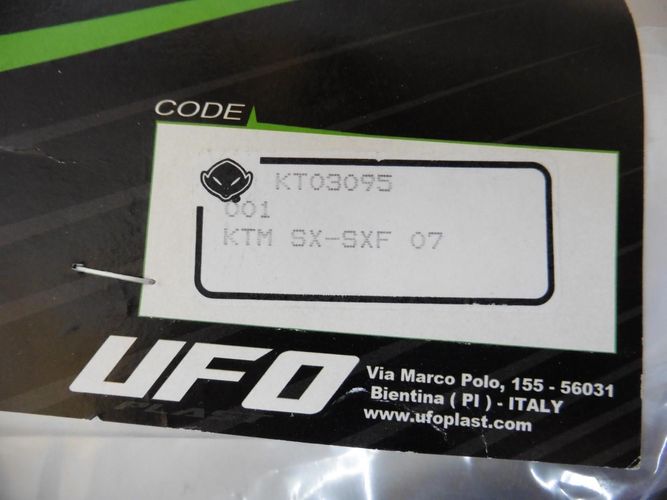 CODE
KT03095
001
KTM SX-SXF 07
UFO
PLAST
Via Marco Polo, 155 - 56031
Bientina ( PI ) - ITALY
www.ufoplast.com